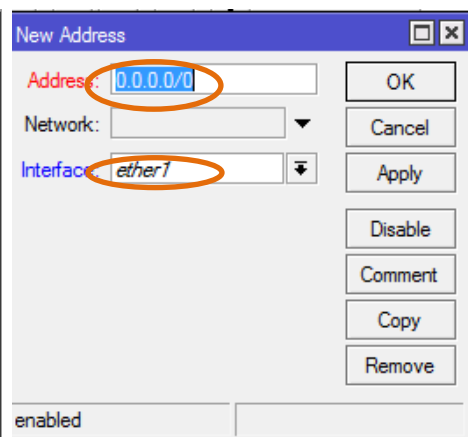 New Address
Address: 0.0.0.0/0
OK
Network:
Cancel
Interface: ether1
Apply
Disable
Comment
Copy
Remove
enabled